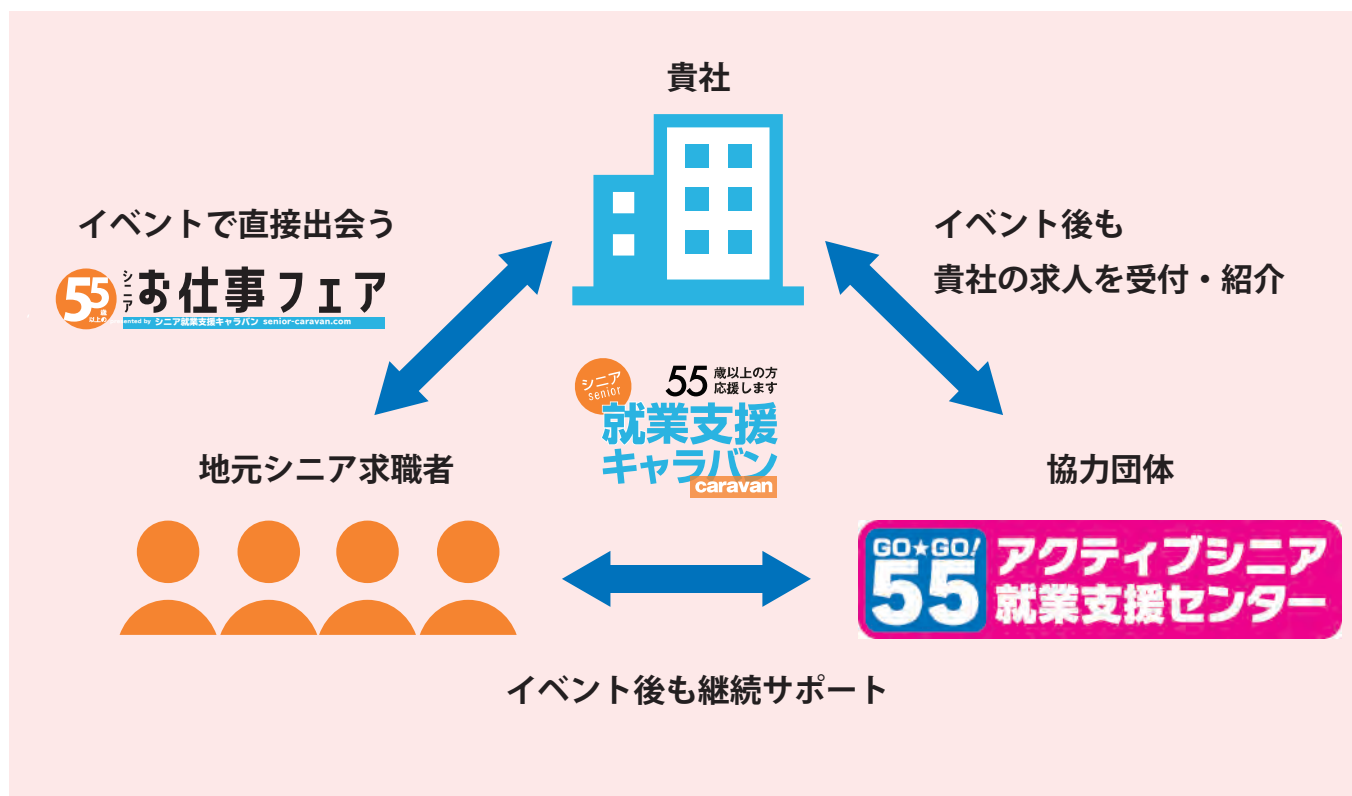 貴社
イベントで直接出会う
55歳以上の
シニア
お仕事フェア
シニア就業支援キャラバン senior-caravan.com
イベント後も
貴社の求人を受付・紹介
シニア
senior
55 歳以上の方
応援します
就業支援
キャラバン
caravan
地元シニア求職者
協力団体
GO★GO!
55
アクティブシニア
就業支援センター
イベント後も継続サポート